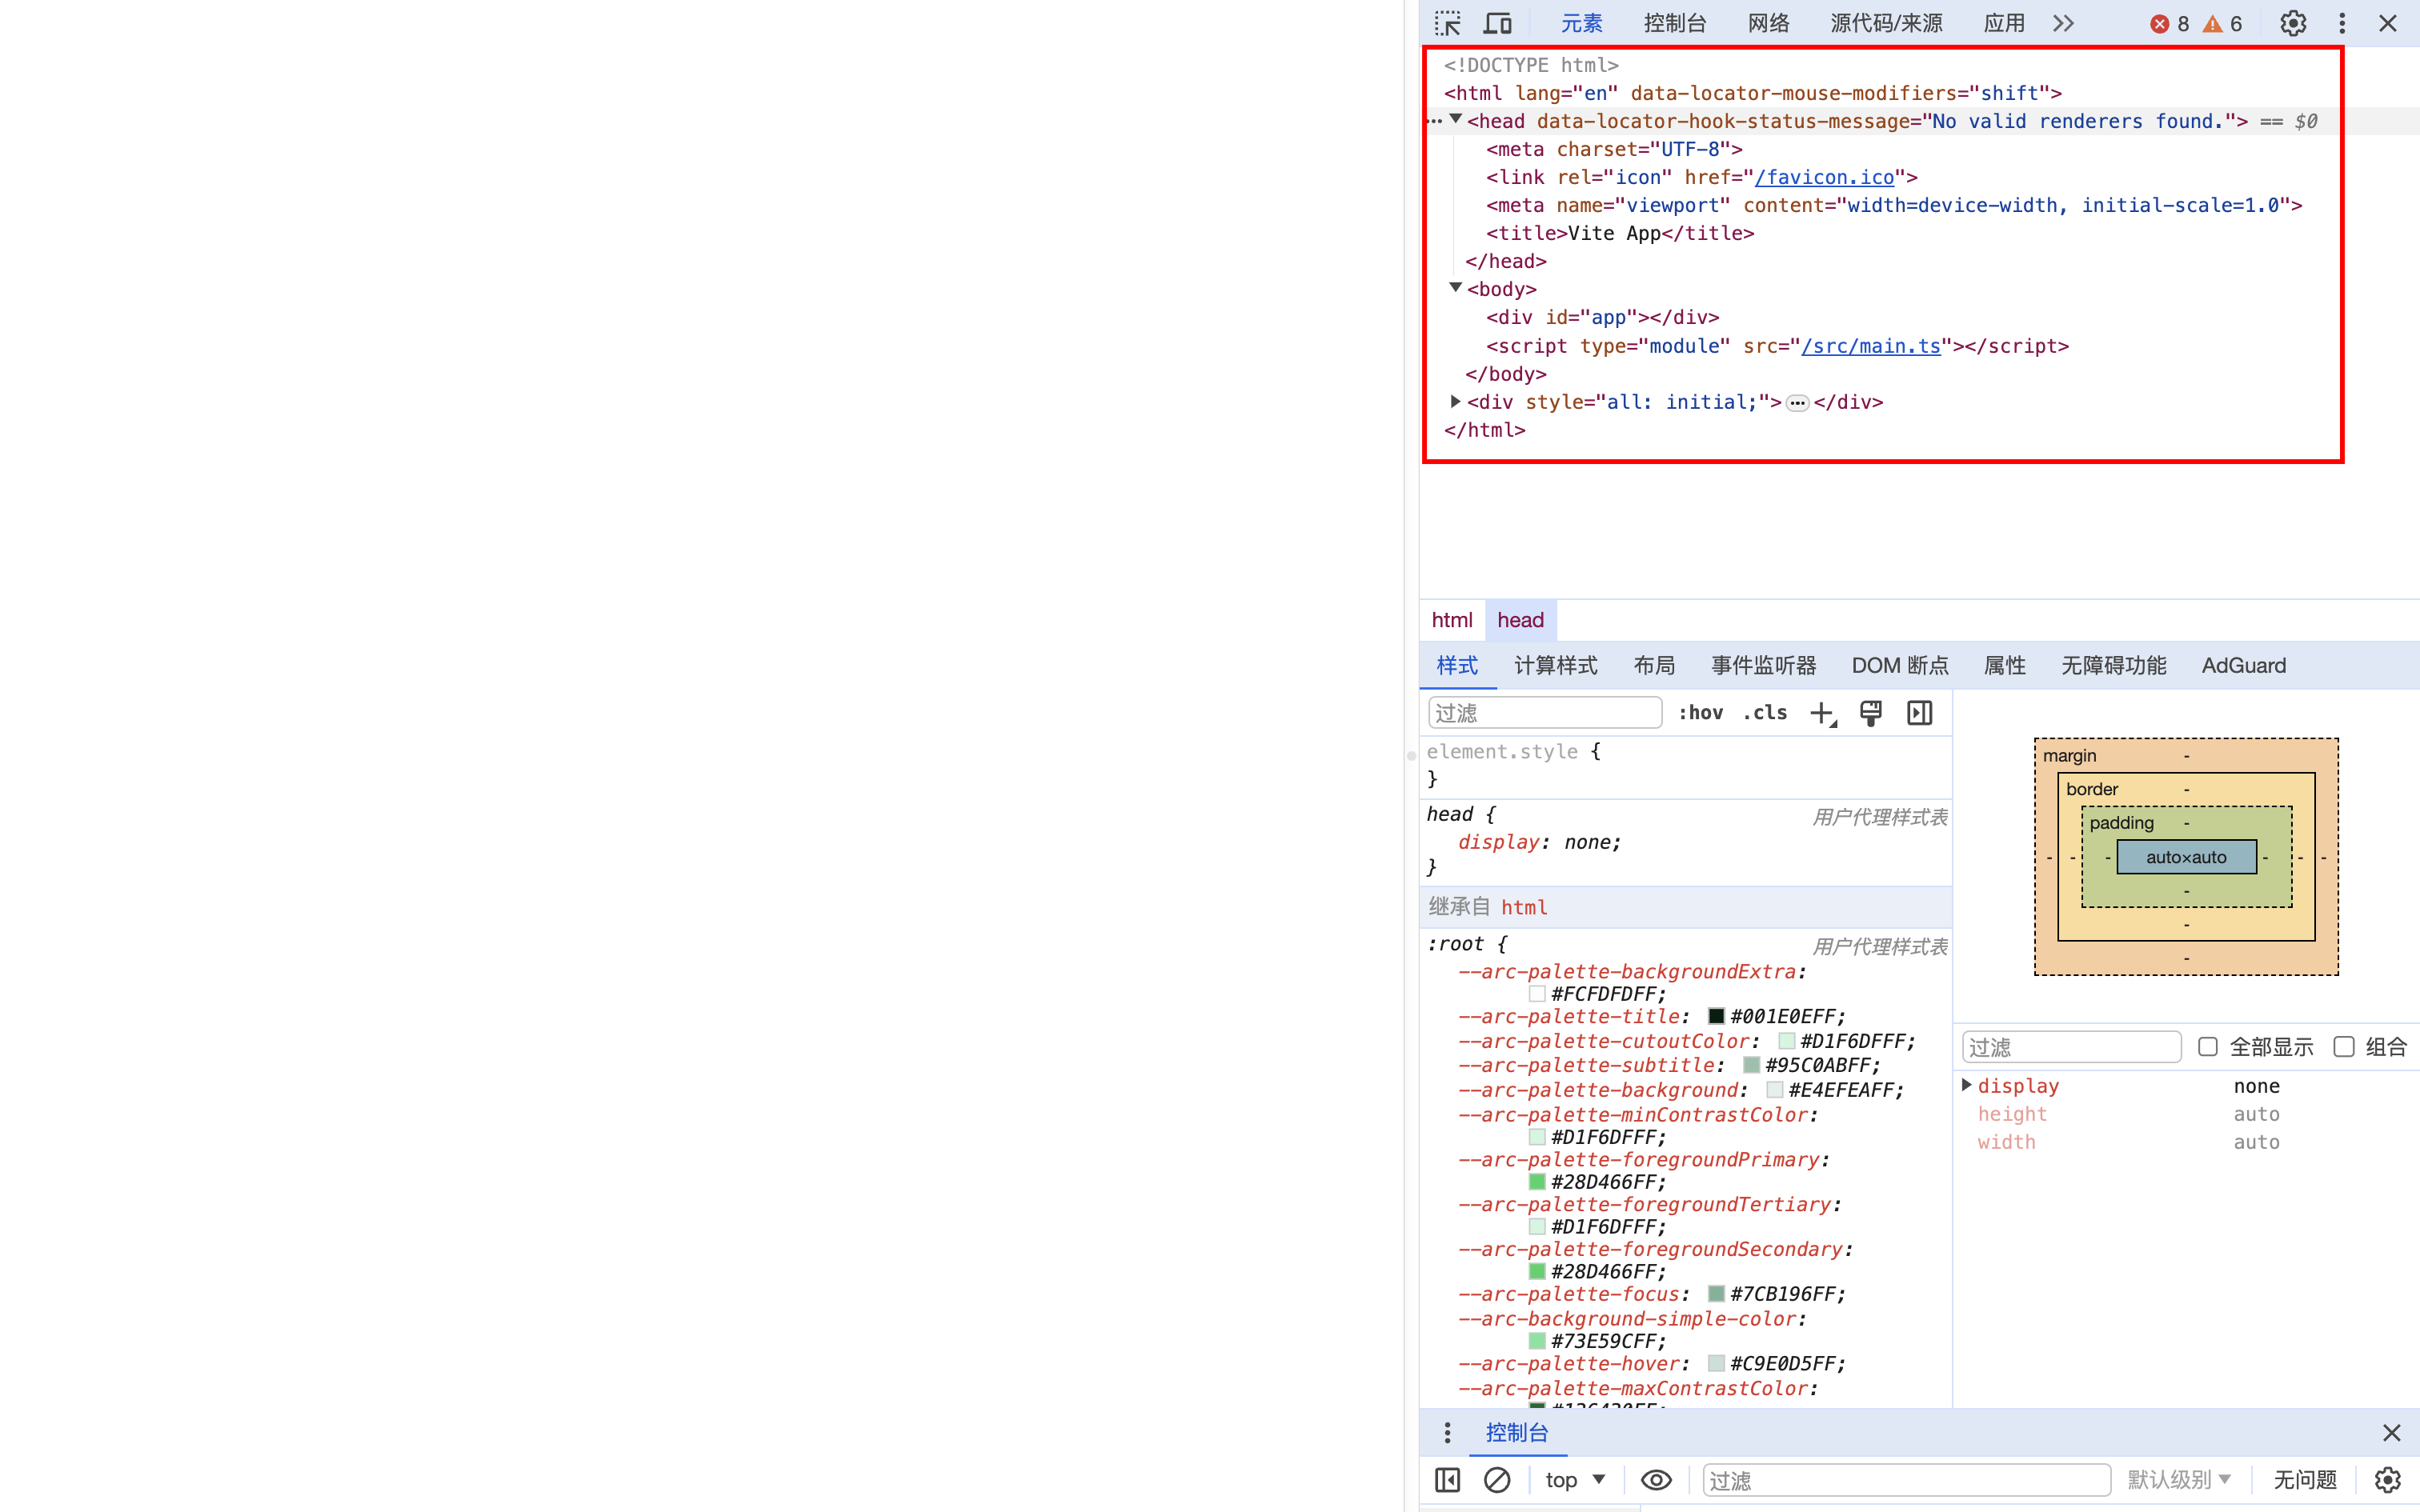 元素 控制台 网络 源代码/来源 应用 8 6
<!DOCTYPE html>
<html lang="en" data-locator-mouse-modifiers="shift">
<head data-locator-hook-status-message="No valid renderers found."> == $0
<meta charset="UTF-8">
<link rel="icon" href="/favicon.ico">
<meta name="viewport" content="width=device-width, initial-scale=1.0">
<title>Vite App</title>
</head>
<body>
<div id="app"></div>
<script type="module" src="/src/main.ts"></script>
</body>
<div style="all: initial;">…</div>
</html>
html head
样式 计算样式 布局 事件监听器 DOM 断点 属性 无障碍功能 AdGuard
过滤 :hov .cls
element.style {
}
head { 用户代理样式表
display: none;
}
继承自 html
:root { 用户代理样式表
--arc-palette-backgroundExtra:
#FCFDFDFF;
--arc-palette-title: #001E0EFF;
--arc-palette-cutoutColor: #D1F6DFFF;
--arc-palette-subtitle: #95C0ABFF;
--arc-palette-background: #E4EFEAFF;
--arc-palette-minContrastColor:
#D1F6DFFF;
--arc-palette-foregroundPrimary:
#28D466FF;
--arc-palette-foregroundTertiary:
#D1F6DFFF;
--arc-palette-foregroundSecondary:
#28D466FF;
--arc-palette-focus: #7CB196FF;
--arc-background-simple-color:
#73E59CFF;
--arc-palette-hover: #C9E0D5FF;
--arc-palette-maxContrastColor:
margin -
border -
padding -
- - - auto×auto - - -
-
-
-
过滤 全部显示 组合
display none
height auto
width auto
控制台
top 过滤 默认级别 无问题